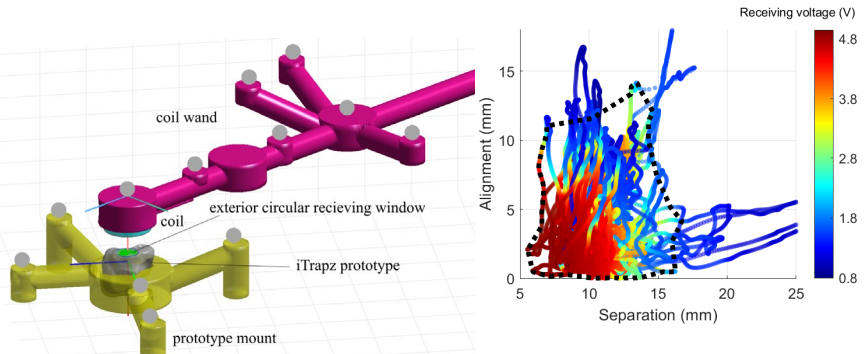 coil wand
coil
exterior circular recieving window
iTrapz prototype
prototype mount
Receiving voltage (V)
Alignment (mm)
15
10
5
0
5
10
15
20
25
Separation (mm)
4.8
3.8
2.8
1.8
0.8